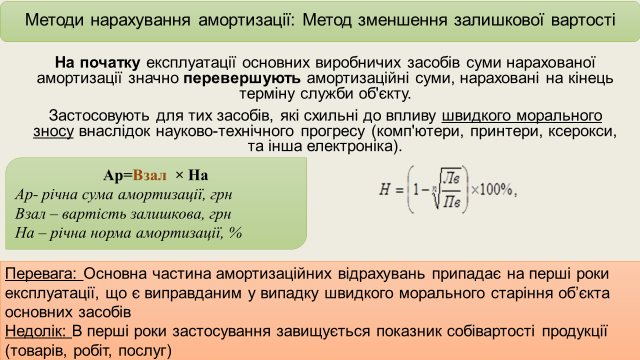 Методи нарахування амортизації: Метод зменшення залишкової вартості
На початку експлуатації основних виробничих засобів суми нарахованої
амортизації значно перевершують амортизаційні суми, нараховані на кінець
терміну служби об'єкту.
Застосовують для тих засобів, які схильні до впливу швидкого морального
зносу внаслідок науково-технічного прогресу (комп'ютери, принтери, ксерокси,
та інша електроніка).
Ар=Взал × На
Ар- річна сума амортизації, грн
Взал – вартість залишкова, грн
На – річна норма амортизації, %
H = (1 − ⁿ√(Лв/Пв)) × 100%,
Перевага: Основна частина амортизаційних відрахувань припадає на перші роки
експлуатації, що є виправданим у випадку швидкого морального старіння об’єкта
основних засобів
Недолік: В перші роки застосування завищується показник собівартості продукції
(товарів, робіт, послуг)